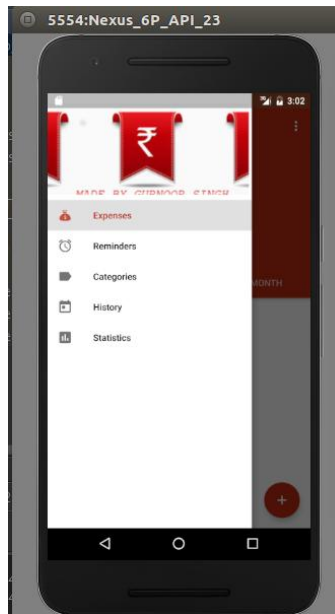 5554:Nexus_6P_API_23
3:02
₹
MADE BY GURNOOR SINGH
Expenses
Reminders
Categories
MONTH
History
Statistics